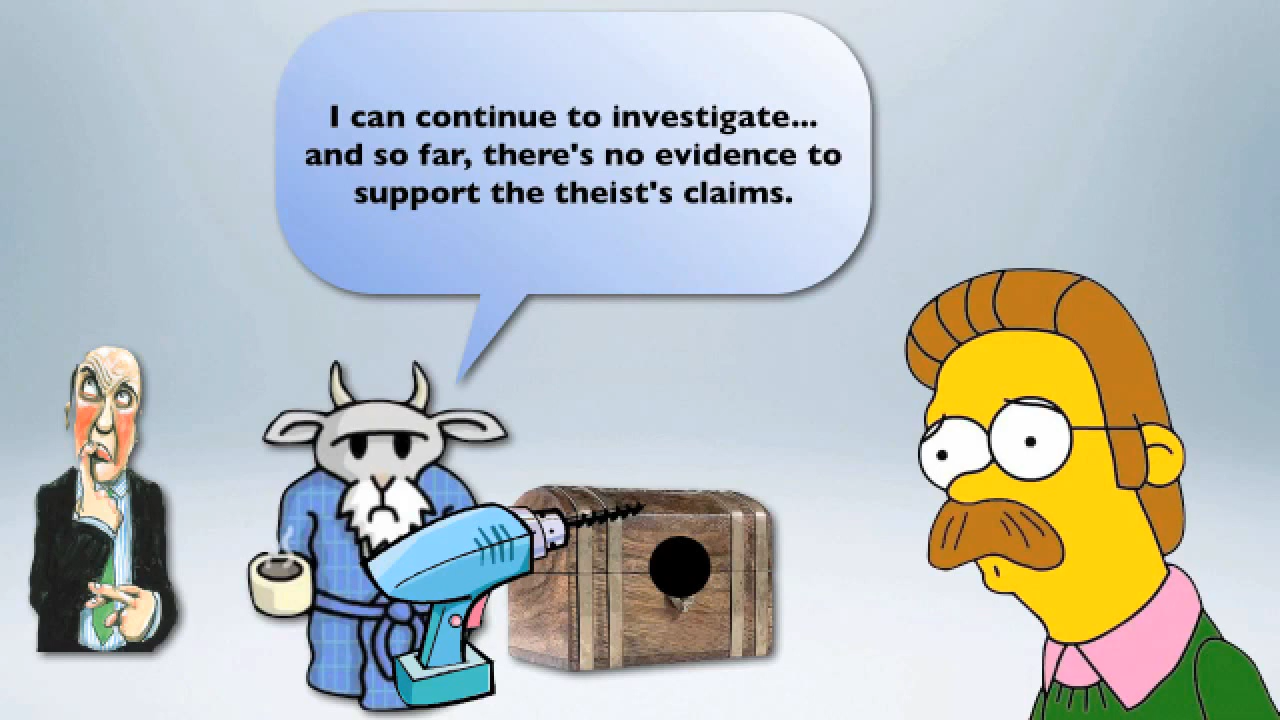 I can continue to investigate...
and so far, there's no evidence to
support the theist's claims.